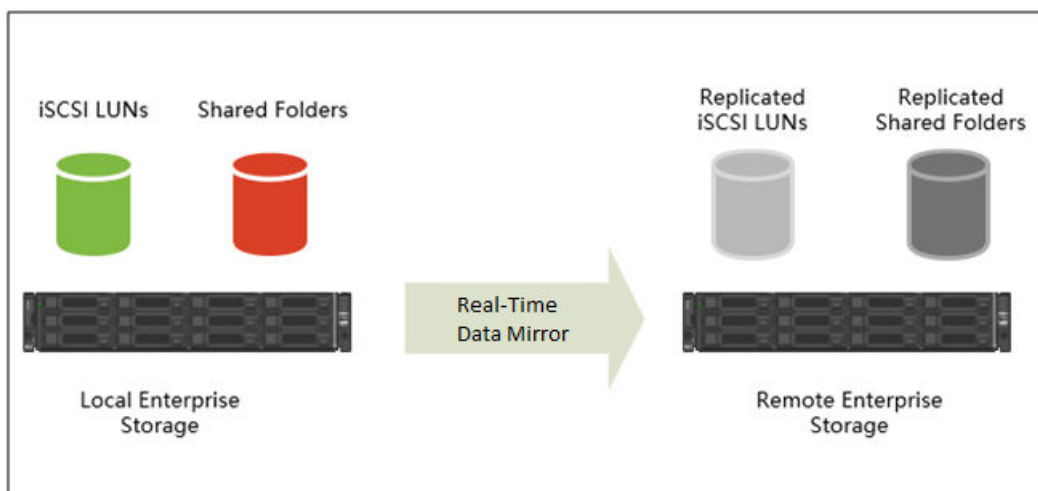 iSCSI LUNs
Shared Folders
Replicated
iSCSI LUNs
Replicated
Shared Folders
Real-Time
Data Mirror
Local Enterprise
Storage
Remote Enterprise
Storage